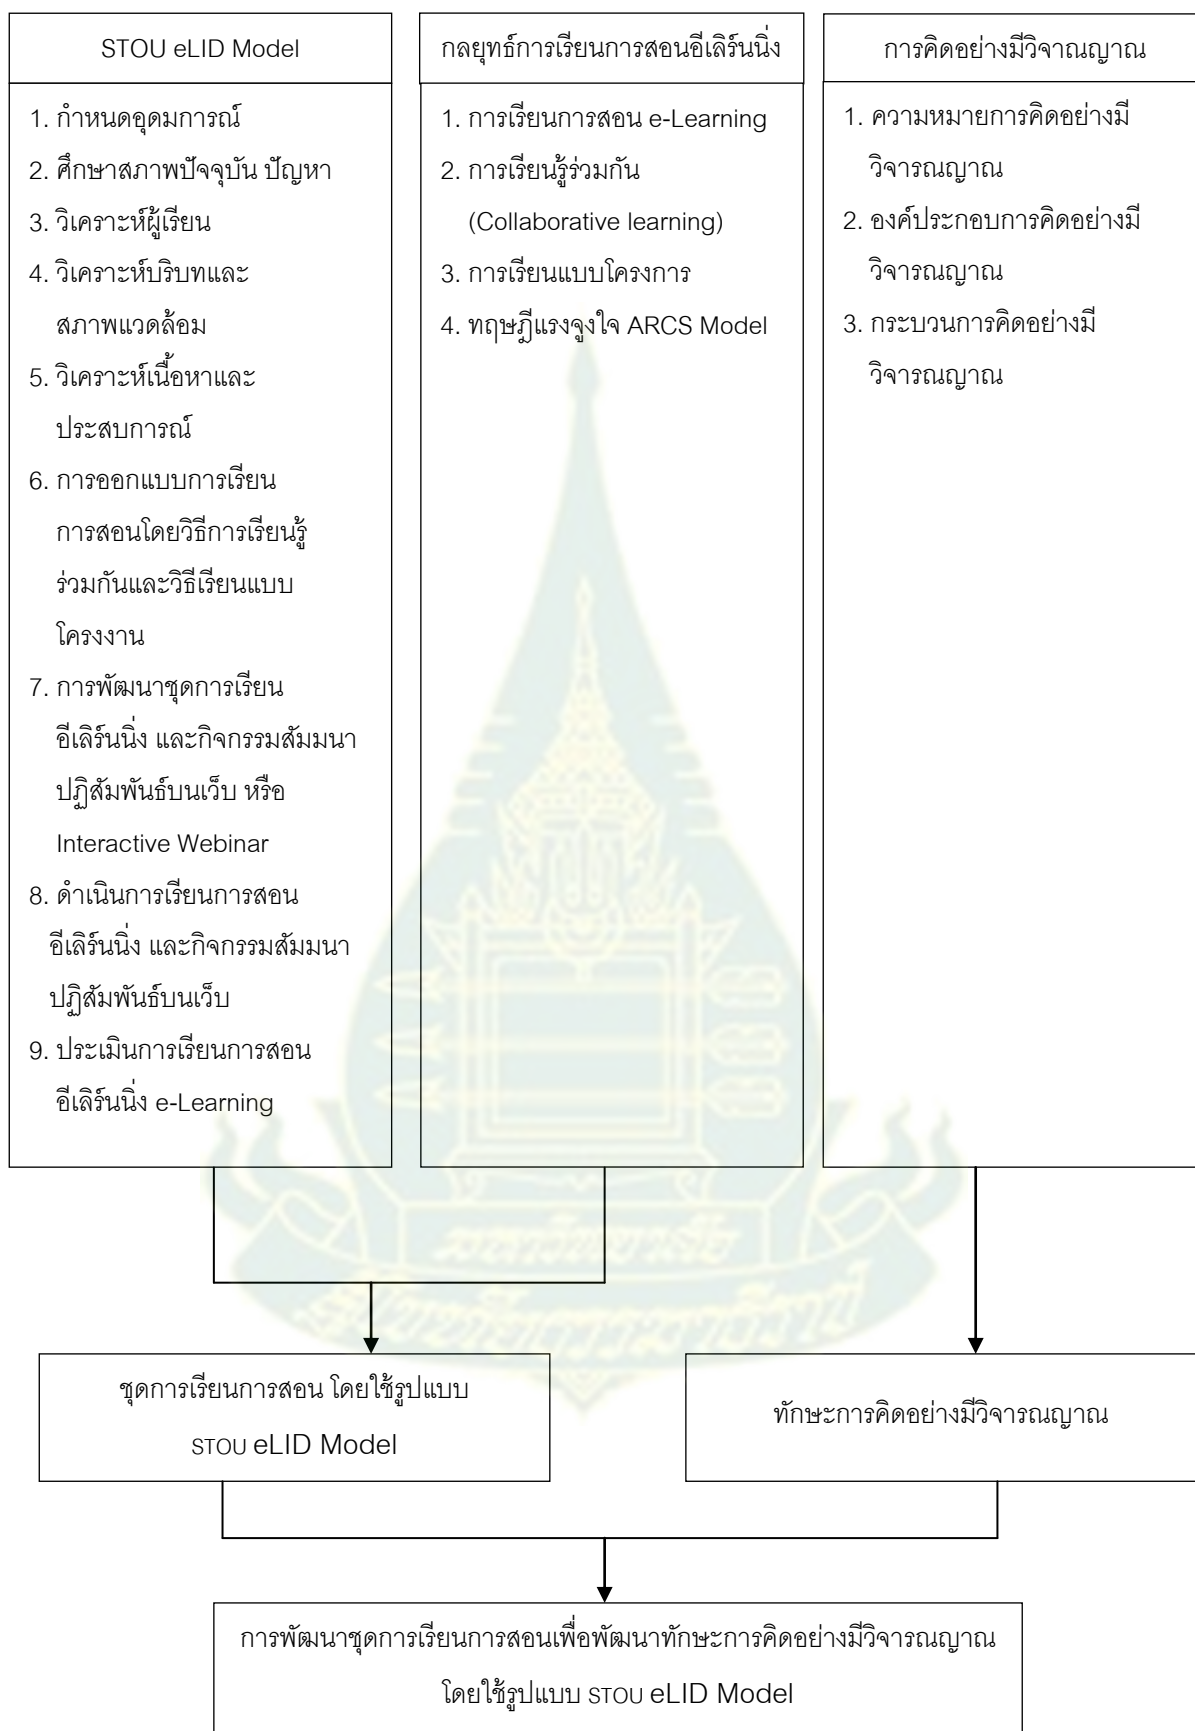 STOU eLID Model
1. กำหนดอุดมการณ์
2. ศึกษาสภาพปัจจุบัน ปัญหา
3. วิเคราะห์ผู้เรียน
4. วิเคราะห์บริบทและ
สภาพแวดล้อม
5. วิเคราะห์เนื้อหาและ
ประสบการณ์
6. การออกแบบการเรียน
การสอนโดยวิธีการเรียนรู้
ร่วมกันและวิธีเรียนแบบ
โครงงาน
7. การพัฒนาชุดการเรียน
อีเลิร์นนิ่ง และกิจกรรมสัมมนา
ปฏิสัมพันธ์บนเว็บ หรือ
Interactive Webinar
8. ดำเนินการเรียนการสอน
อีเลิร์นนิ่ง และกิจกรรมสัมมนา
ปฏิสัมพันธ์บนเว็บ
9. ประเมินการเรียนการสอน
อีเลิร์นนิ่ง e-Learning
กลยุทธ์การเรียนการสอนอีเลิร์นนิ่ง
1. การเรียนการสอน e-Learning
2. การเรียนรู้ร่วมกัน
(Collaborative learning)
3. การเรียนแบบโครงการ
4. ทฤษฎีแรงจูงใจ ARCS Model
การคิดอย่างมีวิจาณญาณ
1. ความหมายการคิดอย่างมี
วิจารณญาณ
2. องค์ประกอบการคิดอย่างมี
วิจารณญาณ
3. กระบวนการคิดอย่างมี
วิจารณญาณ
ชุดการเรียนการสอน โดยใช้รูปแบบ
STOU eLID Model
ทักษะการคิดอย่างมีวิจารณญาณ
การพัฒนาชุดการเรียนการสอนเพื่อพัฒนาทักษะการคิดอย่างมีวิจารณญาณ
โดยใช้รูปแบบ STOU eLID Model
มหาวิทยาลัย
สุโขทัยธรรมาธิราช